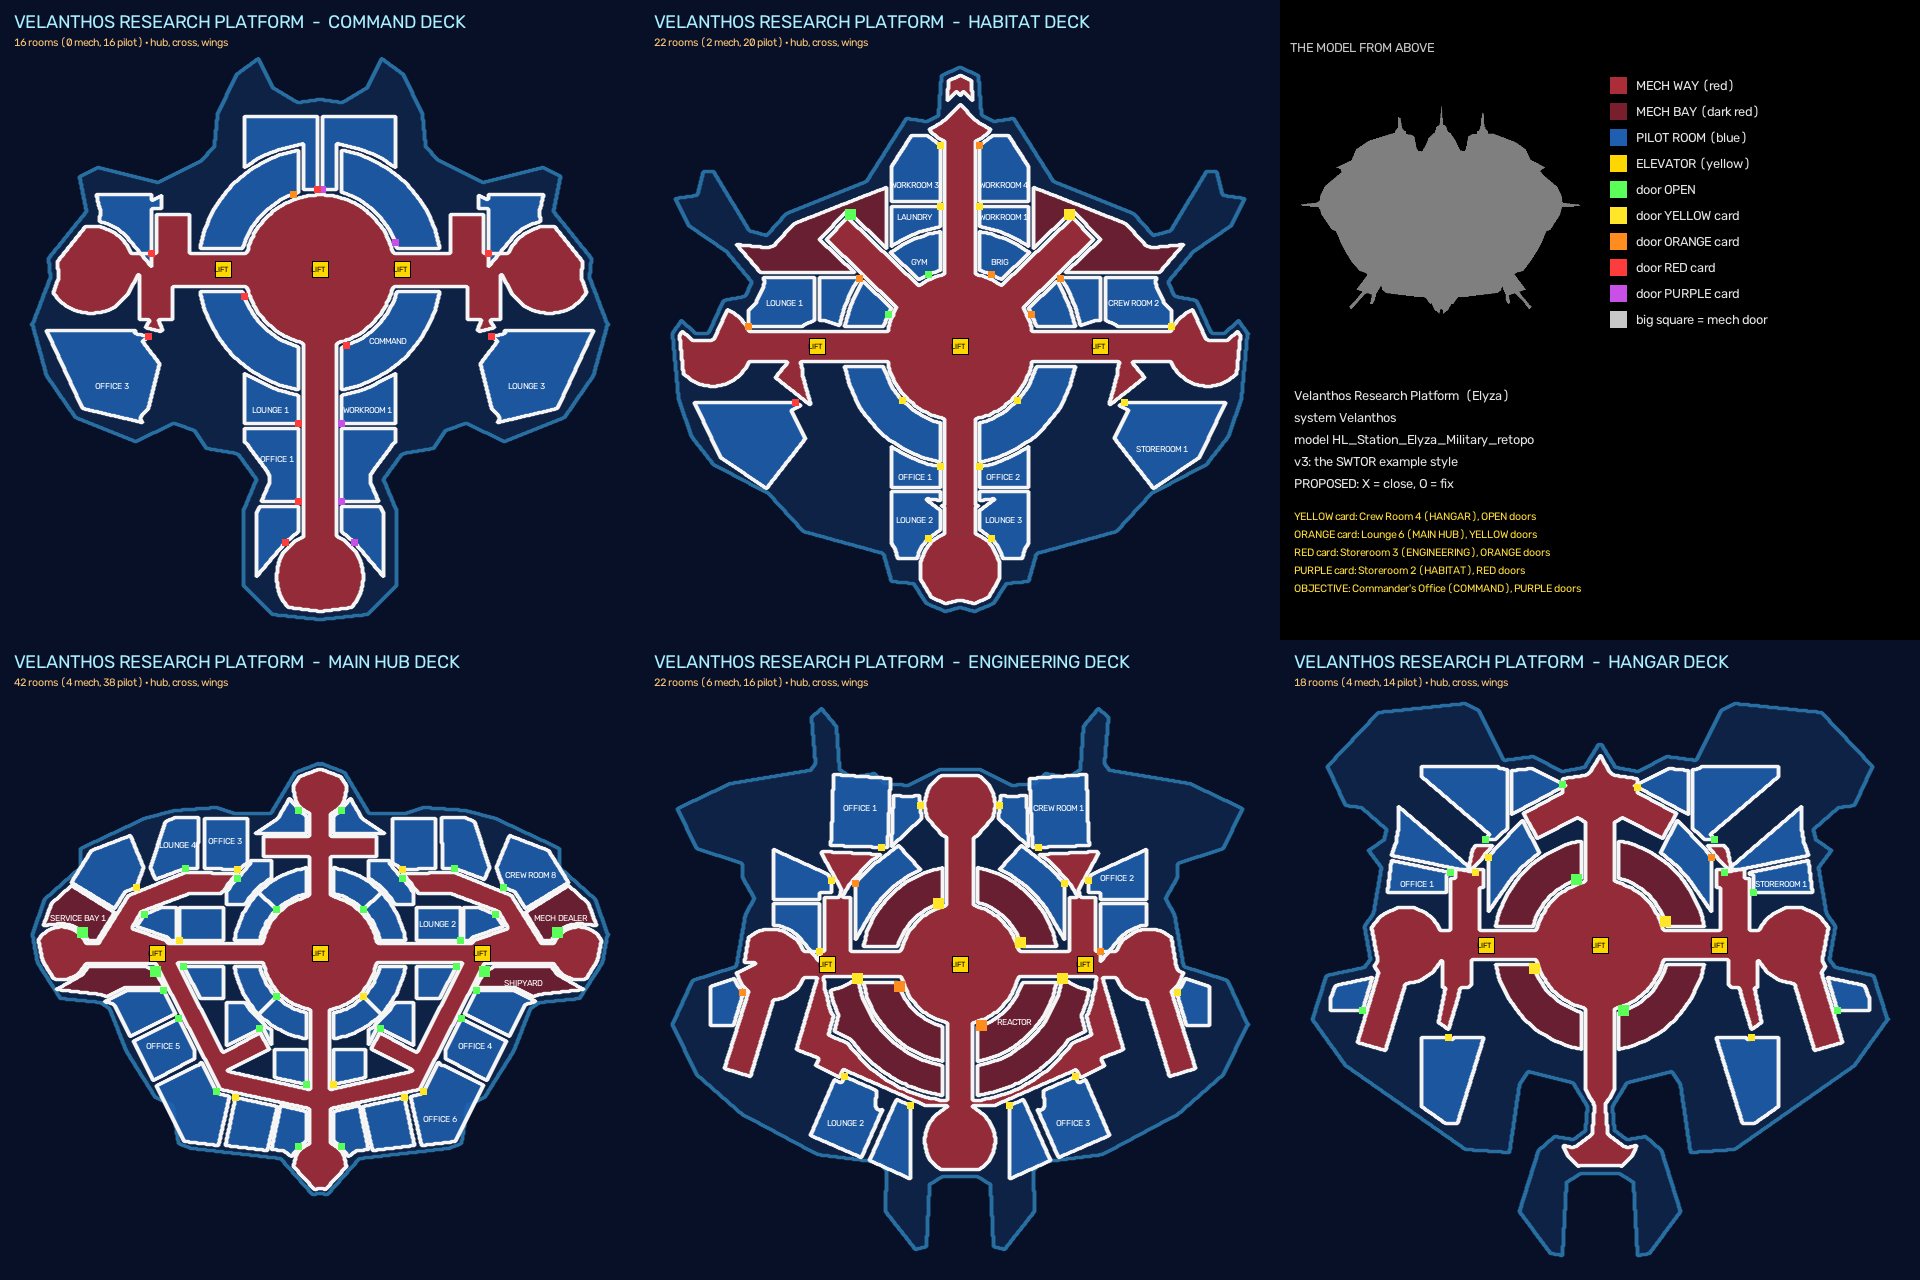 VELANTHOS RESEARCH PLATFORM - COMMAND DECK
16 rooms (0 mech, 16 pilot) • hub, cross, wings
LIFT
LIFT
LIFT
COMMAND
OFFICE 3
LOUNGE 3
LOUNGE 1
WORKROOM 1
OFFICE 1
VELANTHOS RESEARCH PLATFORM - HABITAT DECK
22 rooms (2 mech, 20 pilot) • hub, cross, wings
WORKROOM 3
WORKROOM 4
LAUNDRY
WORKROOM 1
GYM
BRIG
LOUNGE 1
CREW ROOM 2
LIFT
LIFT
LIFT
STOREROOM 1
OFFICE 1
OFFICE 2
LOUNGE 2
LOUNGE 3
THE MODEL FROM ABOVE
MECH WAY (red)
MECH BAY (dark red)
PILOT ROOM (blue)
ELEVATOR (yellow)
door OPEN
door YELLOW card
door ORANGE card
door RED card
door PURPLE card
big square = mech door
Velanthos Research Platform (Elyza)
system Velanthos
model HL_Station_Elyza_Military_retopo
v3: the SWTOR example style
PROPOSED: X = close, O = fix
YELLOW card: Crew Room 4 (HANGAR), OPEN doors
ORANGE card: Lounge 6 (MAIN HUB), YELLOW doors
RED card: Storeroom 3 (ENGINEERING), ORANGE doors
PURPLE card: Storeroom 2 (HABITAT), RED doors
OBJECTIVE: Commander's Office (COMMAND), PURPLE doors
VELANTHOS RESEARCH PLATFORM - MAIN HUB DECK
42 rooms (4 mech, 38 pilot) • hub, cross, wings
LOUNGE 4
OFFICE 3
CREW ROOM 8
SERVICE BAY 1
LOUNGE 2
MECH DEALER
LIFT
LIFT
LIFT
SHIPYARD
OFFICE 5
OFFICE 4
OFFICE 6
VELANTHOS RESEARCH PLATFORM - ENGINEERING DECK
22 rooms (6 mech, 16 pilot) • hub, cross, wings
OFFICE 1
CREW ROOM 1
OFFICE 2
LIFT
LIFT
LIFT
REACTOR
LOUNGE 2
OFFICE 3
VELANTHOS RESEARCH PLATFORM - HANGAR DECK
18 rooms (4 mech, 14 pilot) • hub, cross, wings
OFFICE 1
STOREROOM 1
LIFT
LIFT
LIFT